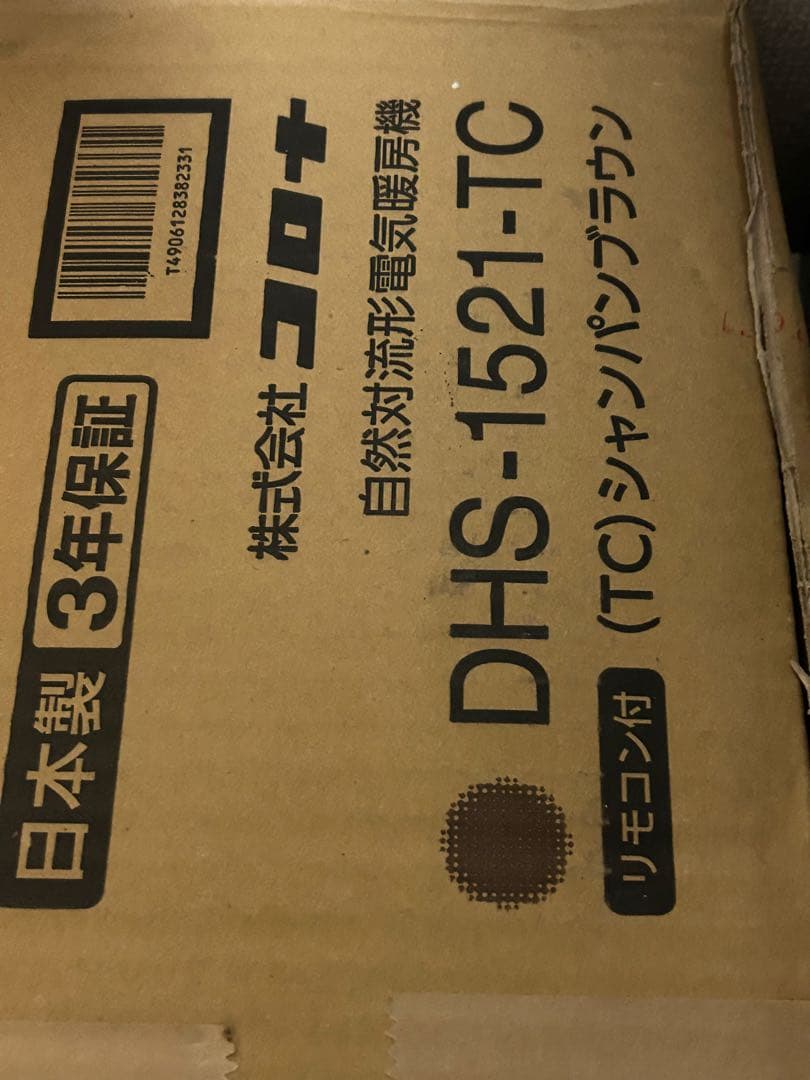 日本製 3年保証
T4906128382331
株式会社 コロナ
自然対流形電気暖房機
DHS-1521-TC
リモコン付 (TC)シャンパンブラウン